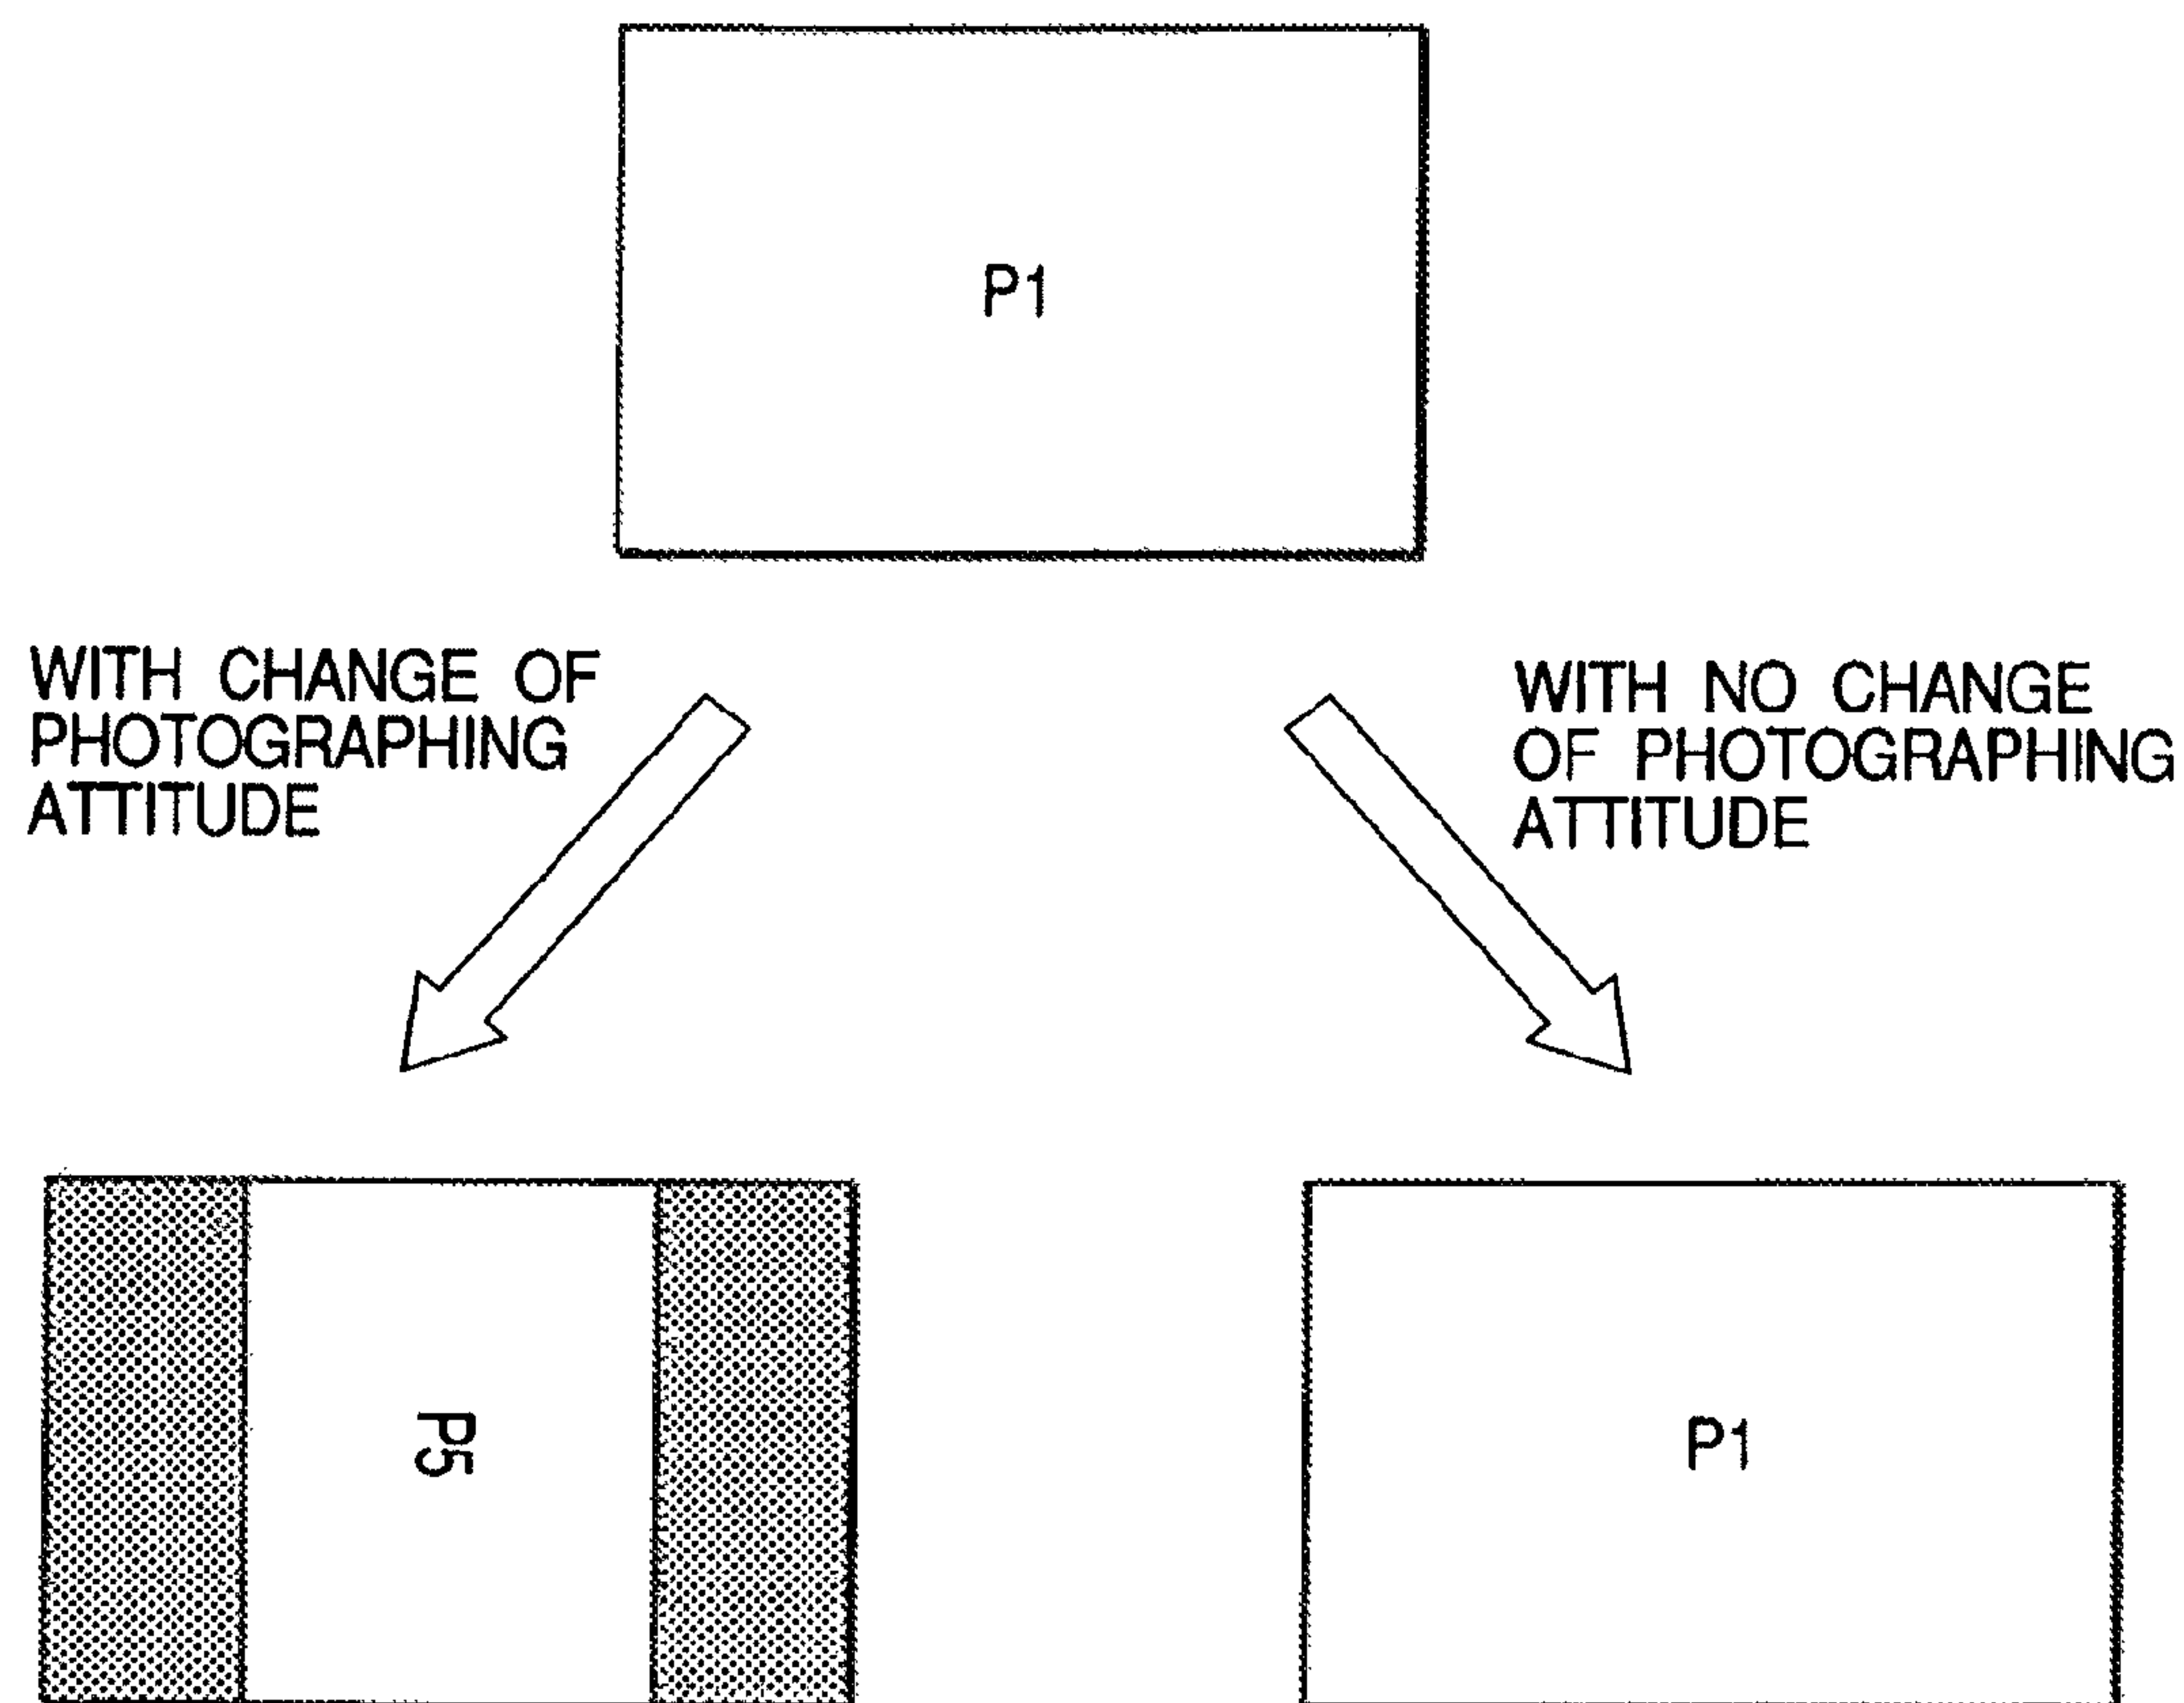 P1
WITH CHANGE OF
PHOTOGRAPHING
ATTITUDE
WITH NO CHANGE
OF PHOTOGRAPHING
ATTITUDE
P5
P1